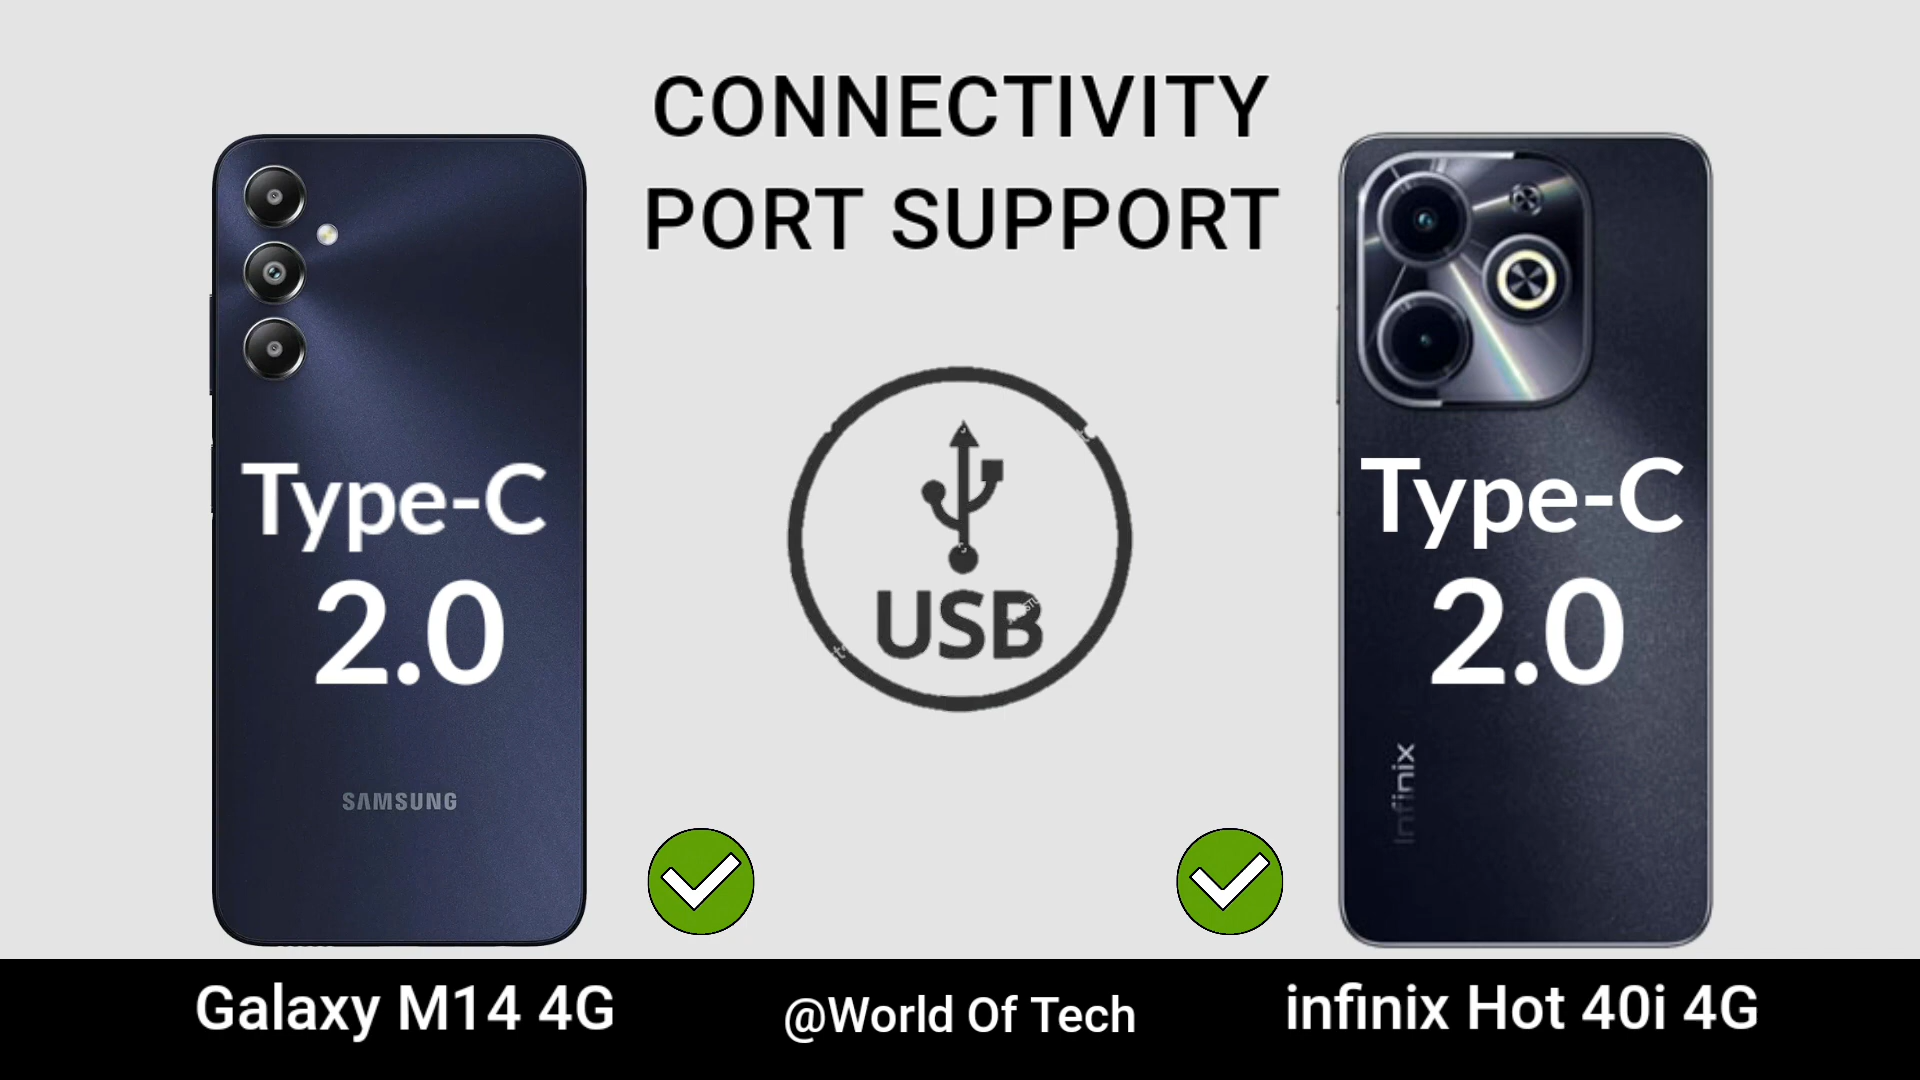 CONNECTIVITY
PORT SUPPORT
Type-C
2.0
SAMSUNG
USB
Type-C
2.0
Infinix
Galaxy M14 4G
@World Of Tech
infinix Hot 40i 4G